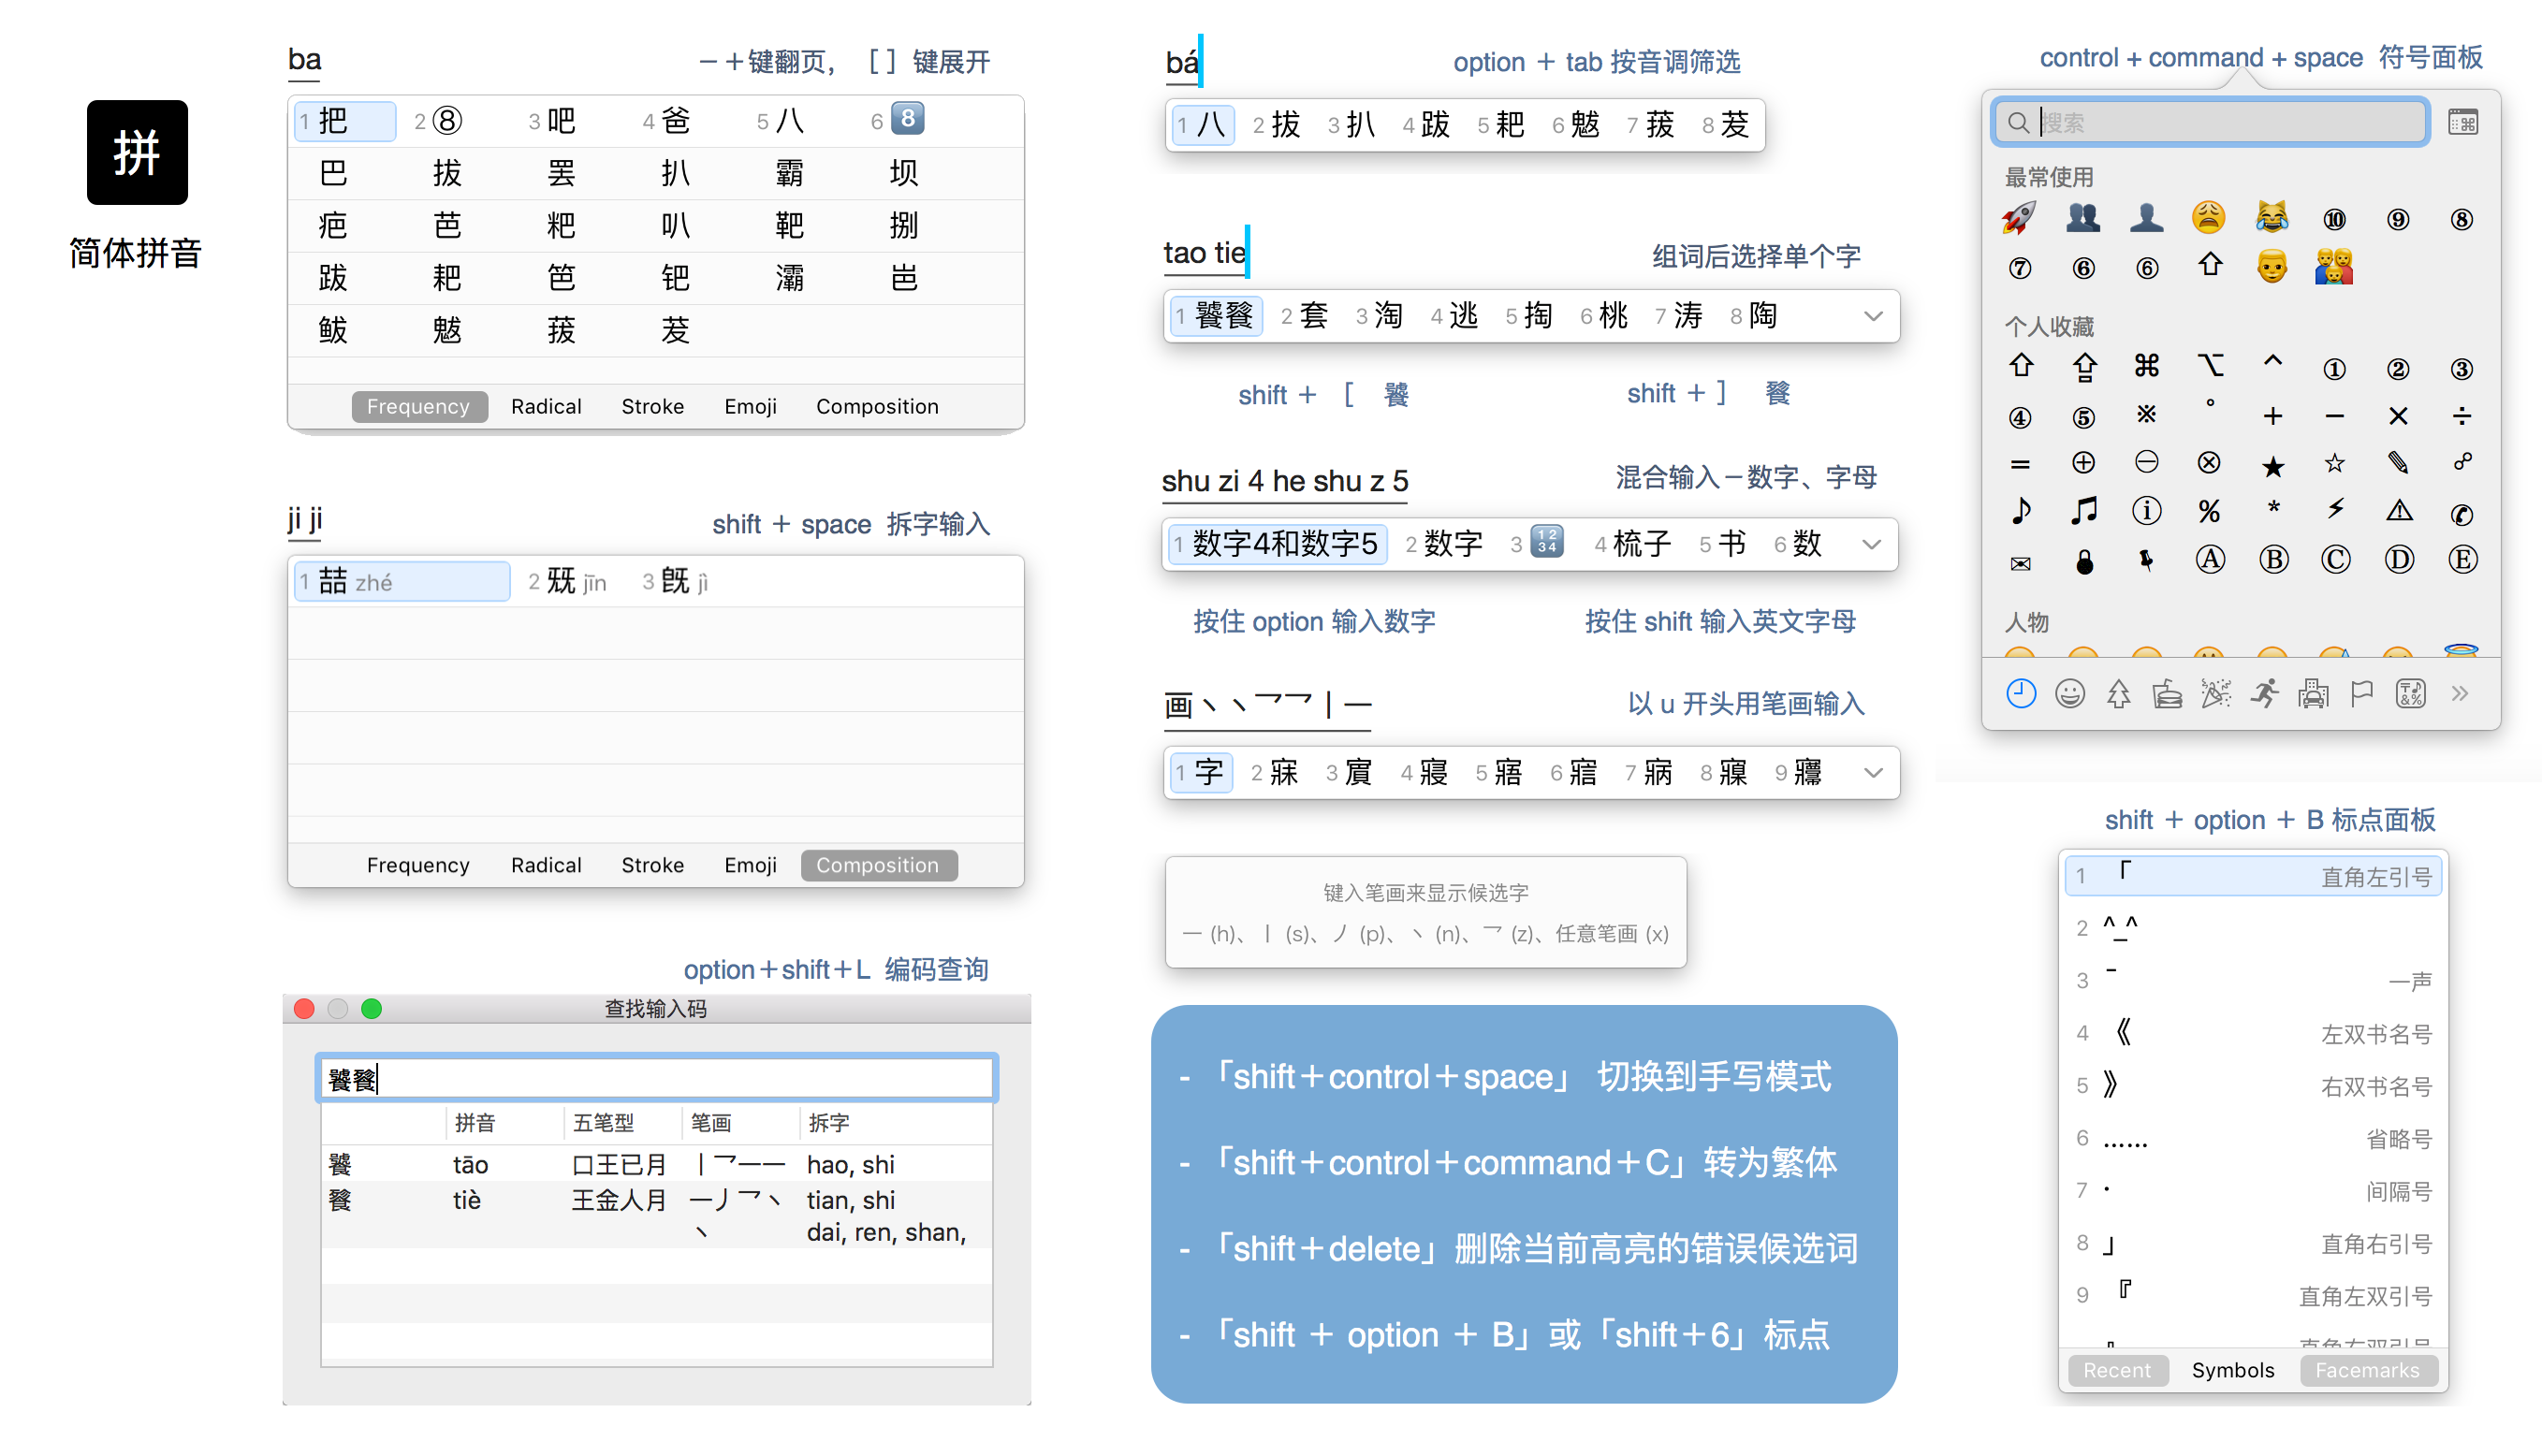 拼
简体拼音
ba
－＋键翻页， ［ ］键展开
1 把 2 ⑧ 3 吧 4 爸 5 八 6 8️⃣
巴 拔 罢 扒 霸 坝
疤 芭 粑 叭 靶 捌
跋 耙 笆 钯 灞 岜
鲅 魃 菝 茇
Frequency Radical Stroke Emoji Composition
ji ji
shift ＋ space 拆字输入
1 喆 zhé 2 兓 jīn 3 旣 jì
Frequency Radical Stroke Emoji Composition
option＋shift＋L 编码查询
查找输入码
饕餮
拼音 五笔型 笔画 拆字
饕 tāo 口王已月 丨乛一一 hao, shi
餮 tiè 王金人月 一丿乛丶 tian, shi
丶 dai, ren, shan,
bá
option ＋ tab 按音调筛选
1 八 2 拔 3 扒 4 跋 5 耙 6 魃 7 菝 8 茇
tao tie
组词后选择单个字
1 饕餮 2 套 3 淘 4 逃 5 掏 6 桃 7 涛 8 陶
shift＋ ［ 饕 shift＋］ 餮
shu zi 4 he shu z 5
混合输入－数字、字母
1 数字4和数字5 2 数字 3 🔢 4 梳子 5 书 6 数
按住 option 输入数字 按住 shift 输入英文字母
画丶丶乛乛丨一
以 u 开头用笔画输入
1 字 2 寐 4 寝 5 寤
键入笔画来显示候选字
一 (h)、丨 (s)、丿 (p)、丶 (n)、乛 (z)、任意笔画 (x)
- 「shift＋control＋space」 切换到手写模式
- 「shift＋control＋command＋C」转为繁体
- 「shift＋delete」删除当前高亮的错误候选词
- 「shift ＋ option ＋ B」或「shift＋6」标点
control + command + space 符号面板
搜索
最常使用
🚀 👥 👤 😩 😹 ⑩ ⑨ ⑧
⑦ ⑥ ⑥ ⇧ 👨 👨‍👩‍👦
个人收藏
⇧ ⇪ ⌘ ⌥ ⌃ ① ② ③
④ ⑤ ※ ° ＋ － × ÷
＝ ⊕ ㊀ ⊗ ★ ☆ ✎ ☍
♪ ♫ ⓘ % * ⚡ ⚠ ✆
✉ Ⓐ Ⓑ Ⓒ Ⓓ Ⓔ
人物
shift ＋ option ＋ B 标点面板
1 「 直角左引号
2 ^_^
3 ˉ 一声
4 《 左双书名号
5 》 右双书名号
6 …… 省略号
7 · 间隔号
8 」 直角右引号
9 『 直角左双引号
Recent Symbols Facemarks